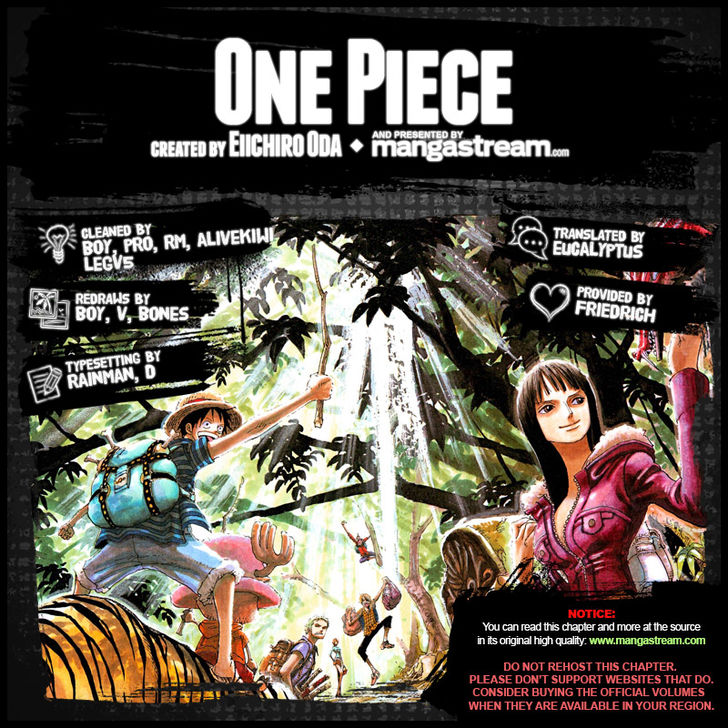 ONE PIECE
CREATED BY EIICHIRO ODA ◆ AND PRESENTED BY mangastream.com
CLEANED BY
BOY, PRO, RM, ALIVEKIWI
LEGV5
REDRAWS BY
BOY, V, BONES
TYPESETTING BY
RAINMAN, D
TRANSLATED BY
EUCALYPTUS
PROVIDED BY
FRIEDRICH
NOTICE:
You can read this chapter and more at the source
in its original high quality: www.mangastream.com
DO NOT REHOST THIS CHAPTER.
PLEASE DON'T SUPPORT WEBSITES THAT DO.
CONSIDER BUYING THE OFFICIAL VOLUMES
WHEN THEY ARE AVAILABLE IN YOUR REGION.